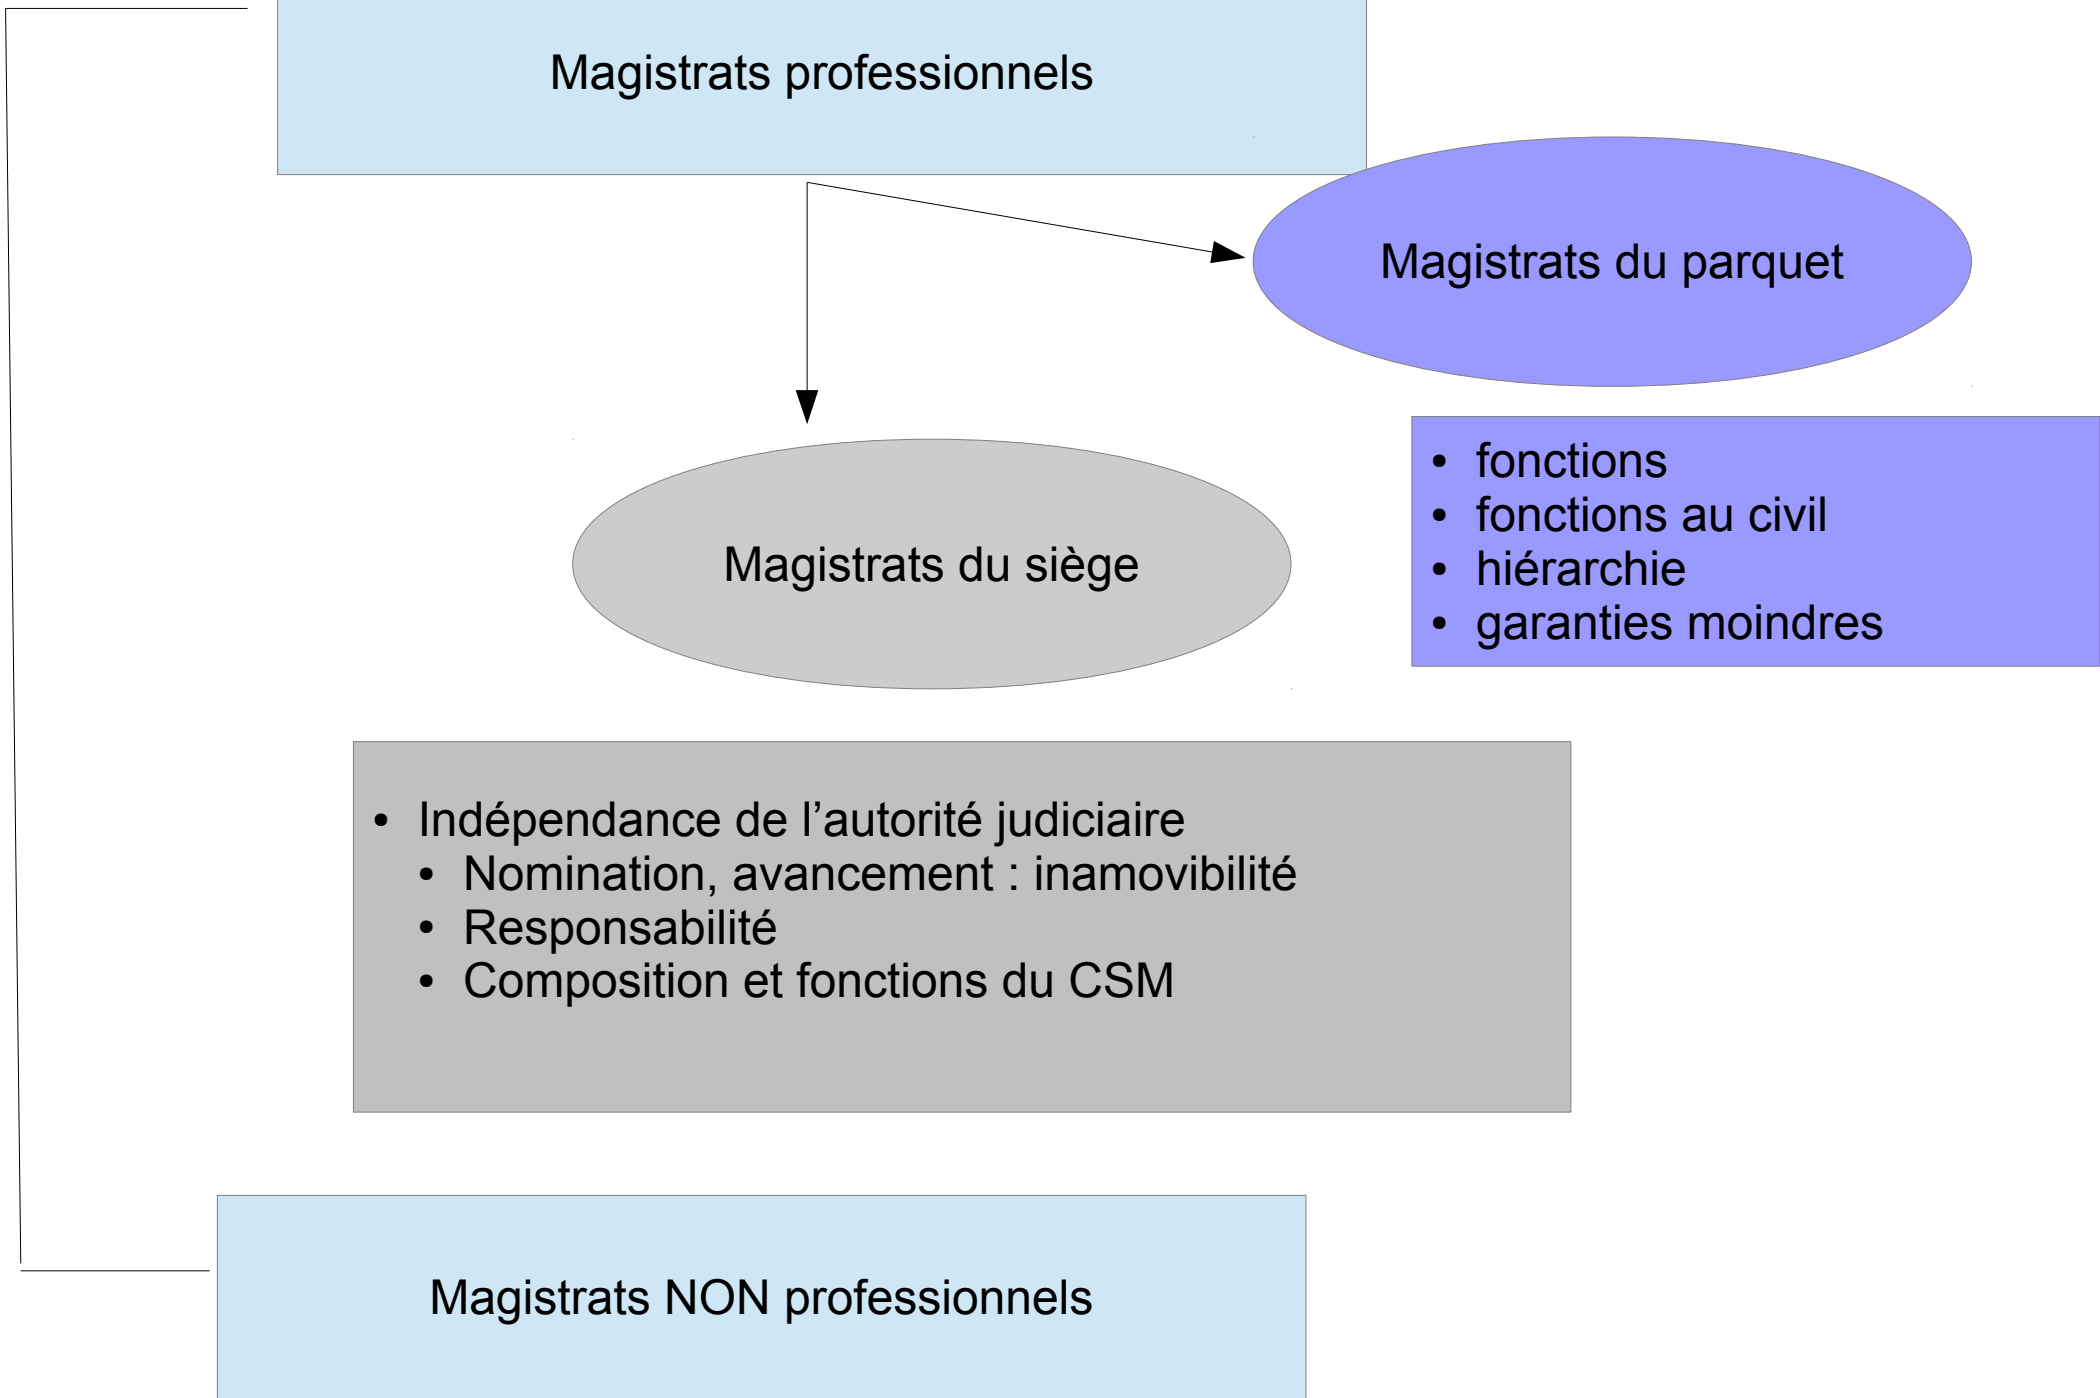 Magistrats professionnels
Magistrats du parquet
• fonctions
• fonctions au civil
• hiérarchie
• garanties moindres
Magistrats du siège
• Indépendance de l’autorité judiciaire
• Nomination, avancement : inamovibilité
• Responsabilité
• Composition et fonctions du CSM
Magistrats NON professionnels